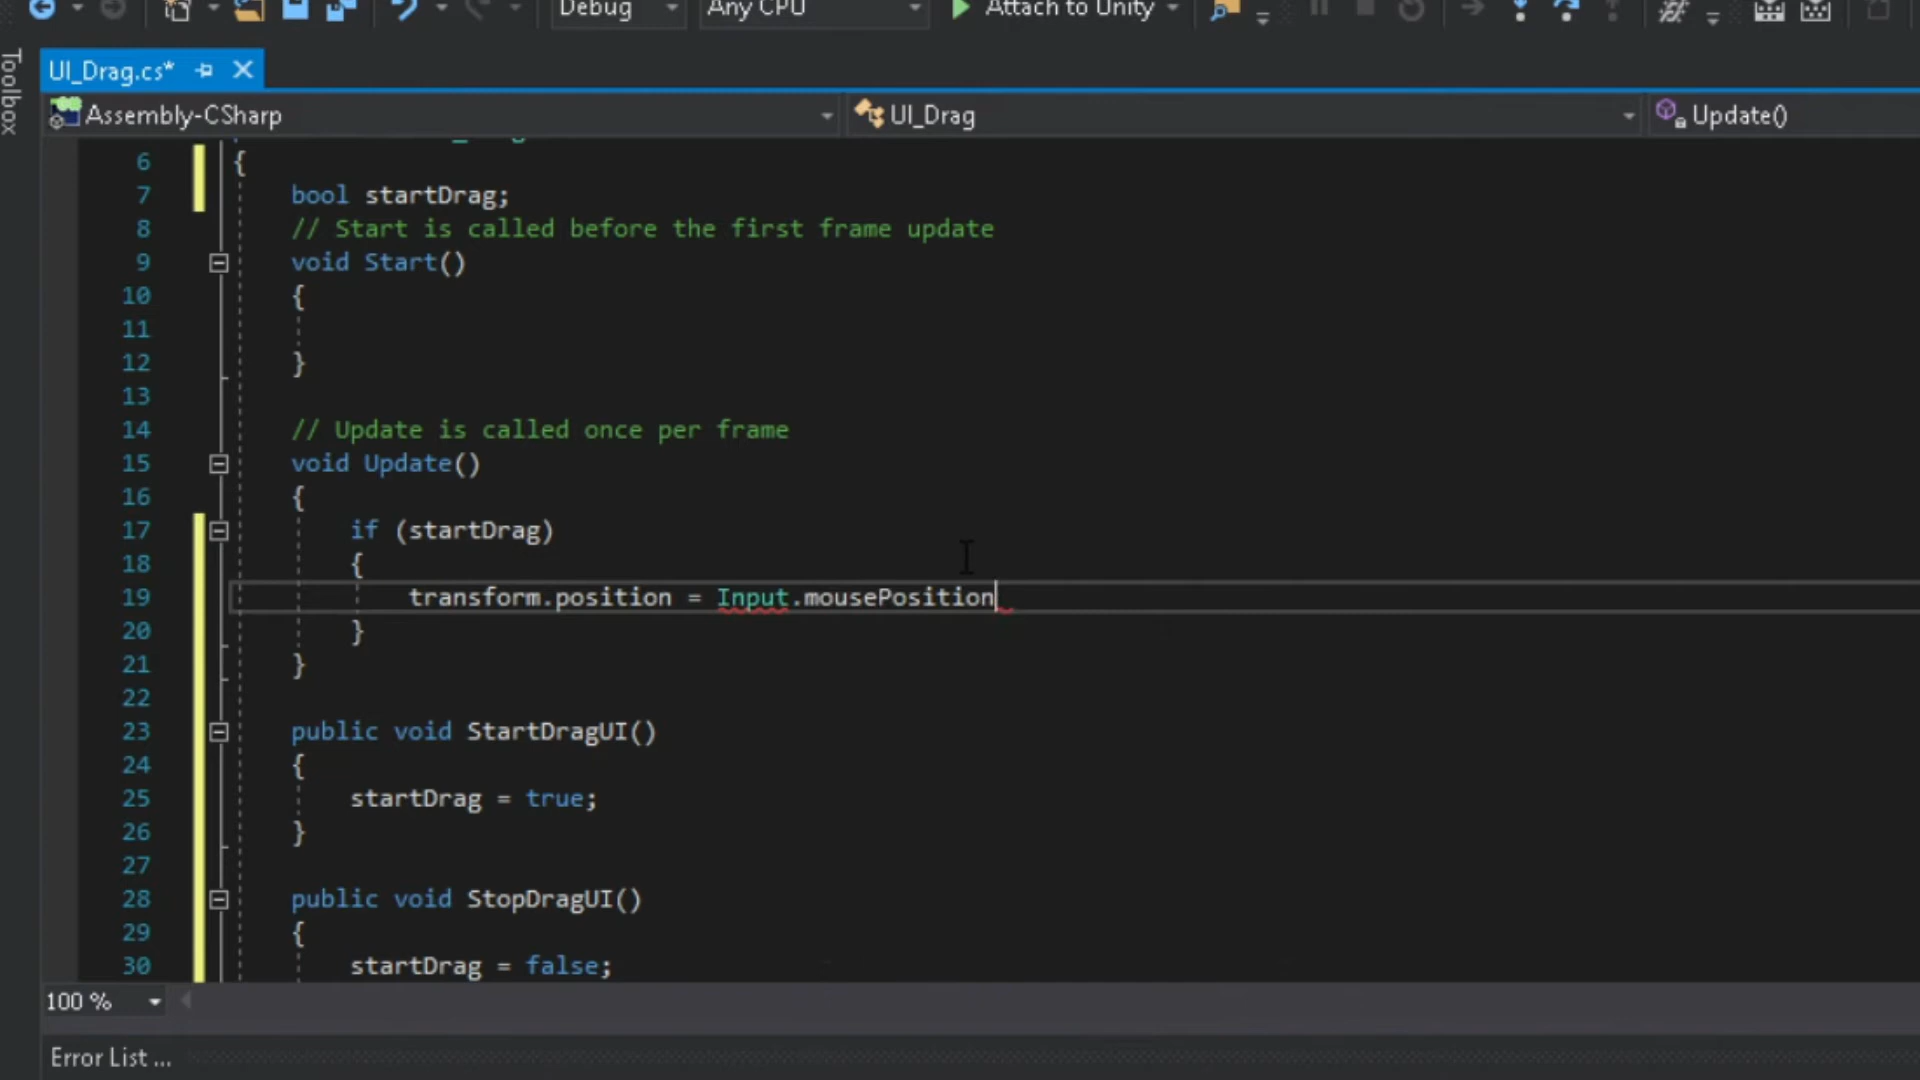 Debug Any CPU Attach to Unity
Toolbox
UI_Drag.cs*
Assembly-CSharp UI_Drag Update()
6 {
7 bool startDrag;
8 // Start is called before the first frame update
9 void Start()
10 {
11
12 }
13
14 // Update is called once per frame
15 void Update()
16 {
17 if (startDrag)
18 {
19 transform.position = Input.mousePosition
20 }
21 }
22
23 public void StartDragUI()
24 {
25 startDrag = true;
26 }
27
28 public void StopDragUI()
29 {
30 startDrag = false;
100 %
Error List ...